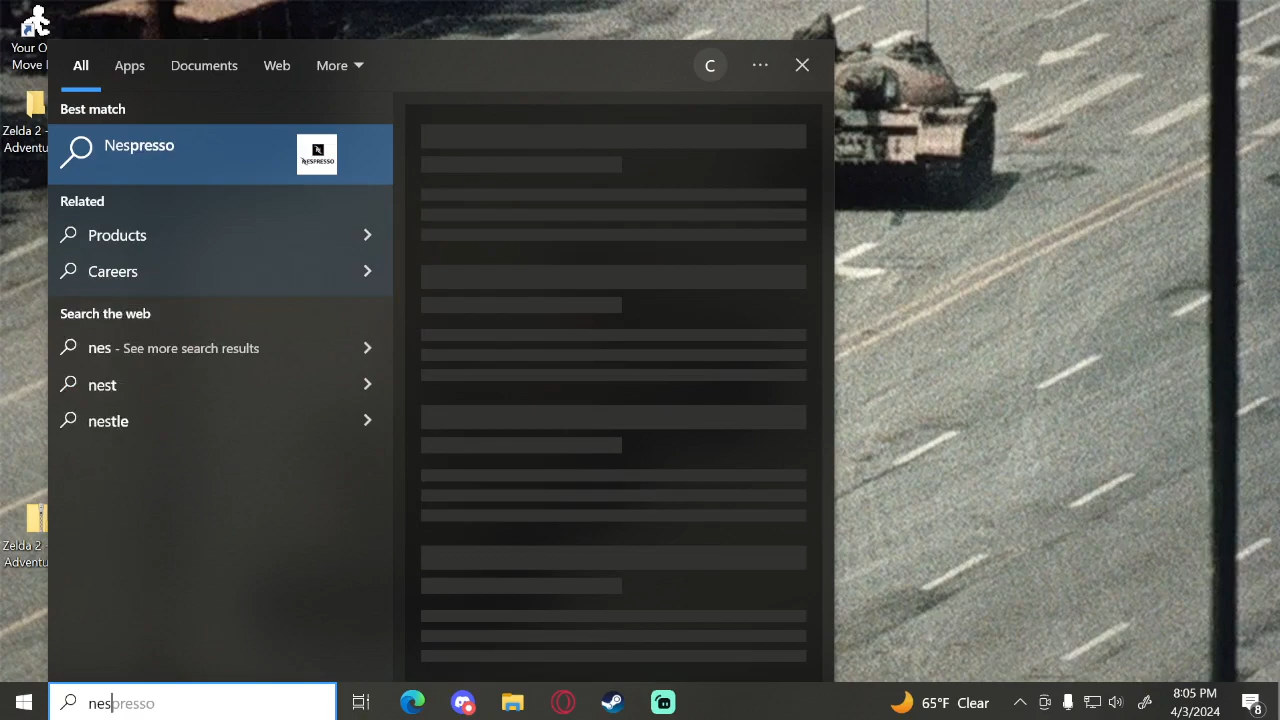 Your O
Move
Zelda 2 -
Adventu
Zelda 2 -
Adventu
All Apps Documents Web More C ···
Best match
Nespresso
NESPRESSO
Related
Products
Careers
Search the web
nes - See more search results
nest
nestle
nespresso
65°F Clear
8:05 PM
4/3/2024
8